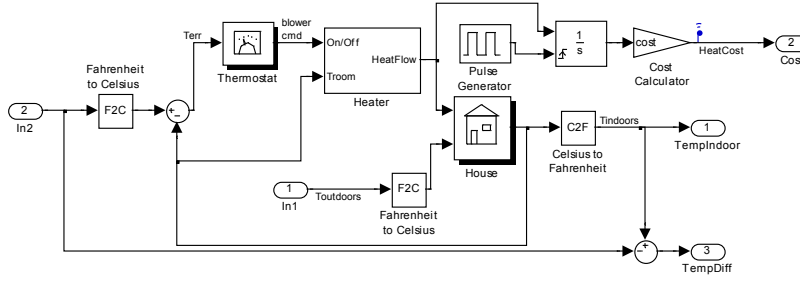 blower
cmd
Terr
Thermostat
On/Off
HeatFlow
Troom
Heater
Pulse
Generator
1
s
cost
Cost
Calculator
HeatCost
2
Cos
Fahrenheit
to Celsius
2
In2
F2C
House
C2F
Celsius to
Fahrenheit
Tindoors
1
TempIndoor
1
In1
Toutdoors
F2C
Fahrenheit
to Celsius
3
TempDiff